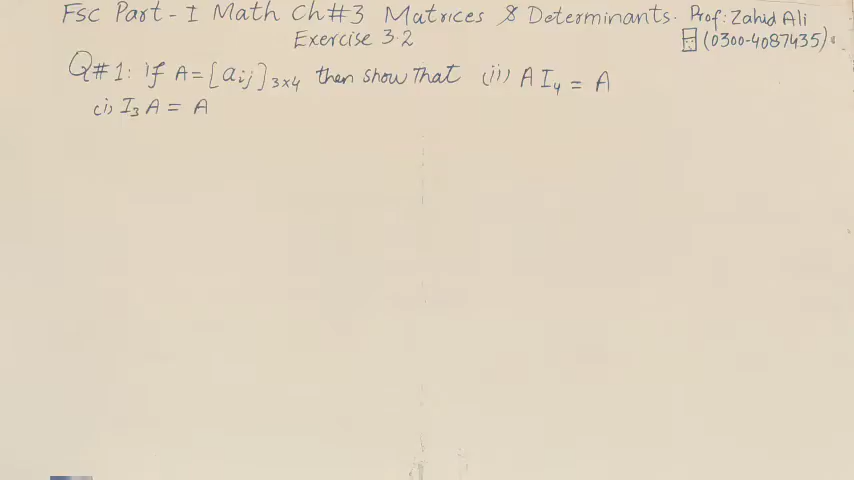 Fsc Part-I Math Ch#3 Matrices & Determinants. Prof: Zahid Ali
Exercise 3.2 (0300-4087435)
Q#1: if A = [aij]3x4 then show that (ii) A I4 = A
(i) I3 A = A